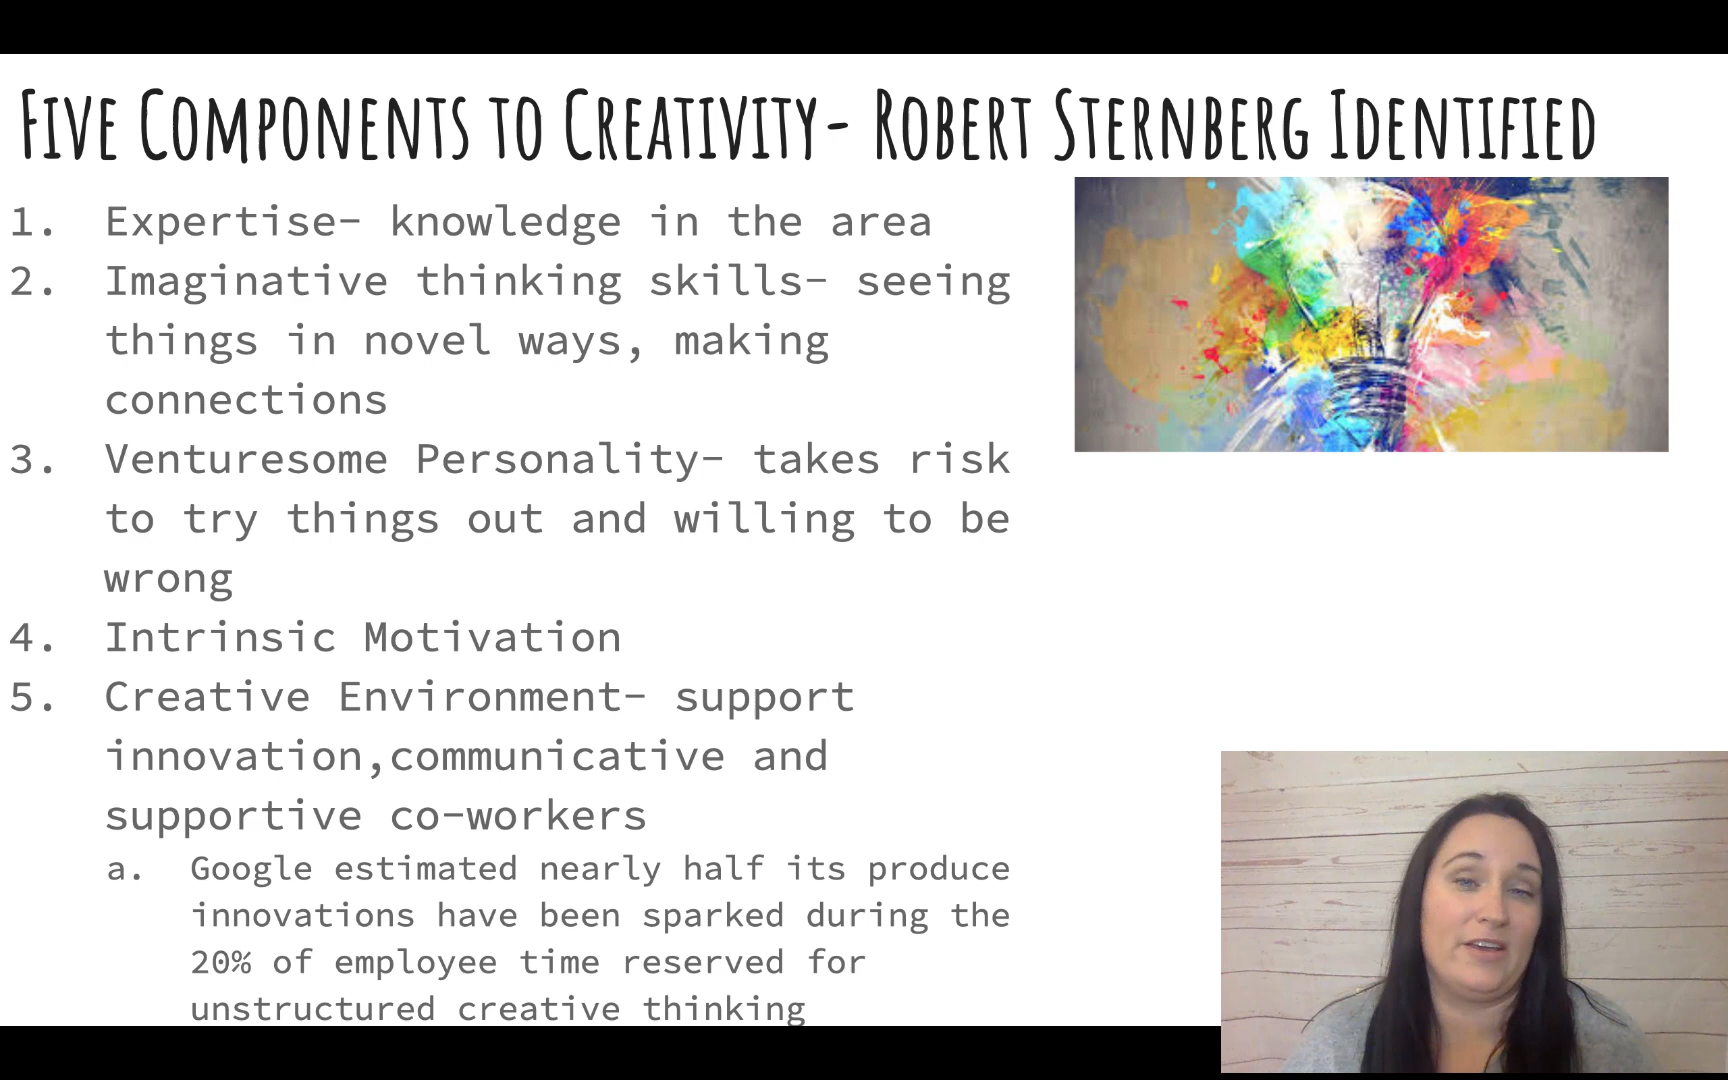 Five Components to Creativity- Robert Sternberg Identified
1. Expertise- knowledge in the area
2. Imaginative thinking skills- seeing
things in novel ways, making
connections
3. Venturesome Personality- takes risk
to try things out and willing to be
wrong
4. Intrinsic Motivation
5. Creative Environment- support
innovation,communicative and
supportive co-workers
a. Google estimated nearly half its produce
innovations have been sparked during the
20% of employee time reserved for
unstructured creative thinking